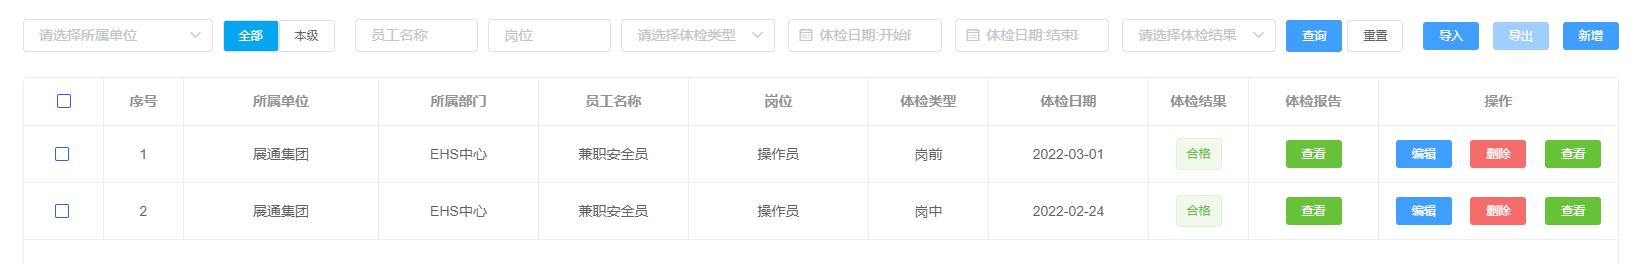 请选择所属单位 全部 本级 员工名称 岗位 请选择体检类型 体检日期:开始 体检日期:结束 请选择体检结果 查询 重置 导入 导出 新增
序号 所属单位 所属部门 员工名称 岗位 体检类型 体检日期 体检结果 体检报告 操作
1 展通集团 EHS中心 兼职安全员 操作员 岗前 2022-03-01 合格 查看 编辑 删除 查看
2 展通集团 EHS中心 兼职安全员 操作员 岗中 2022-02-24 合格 查看 编辑 删除 查看